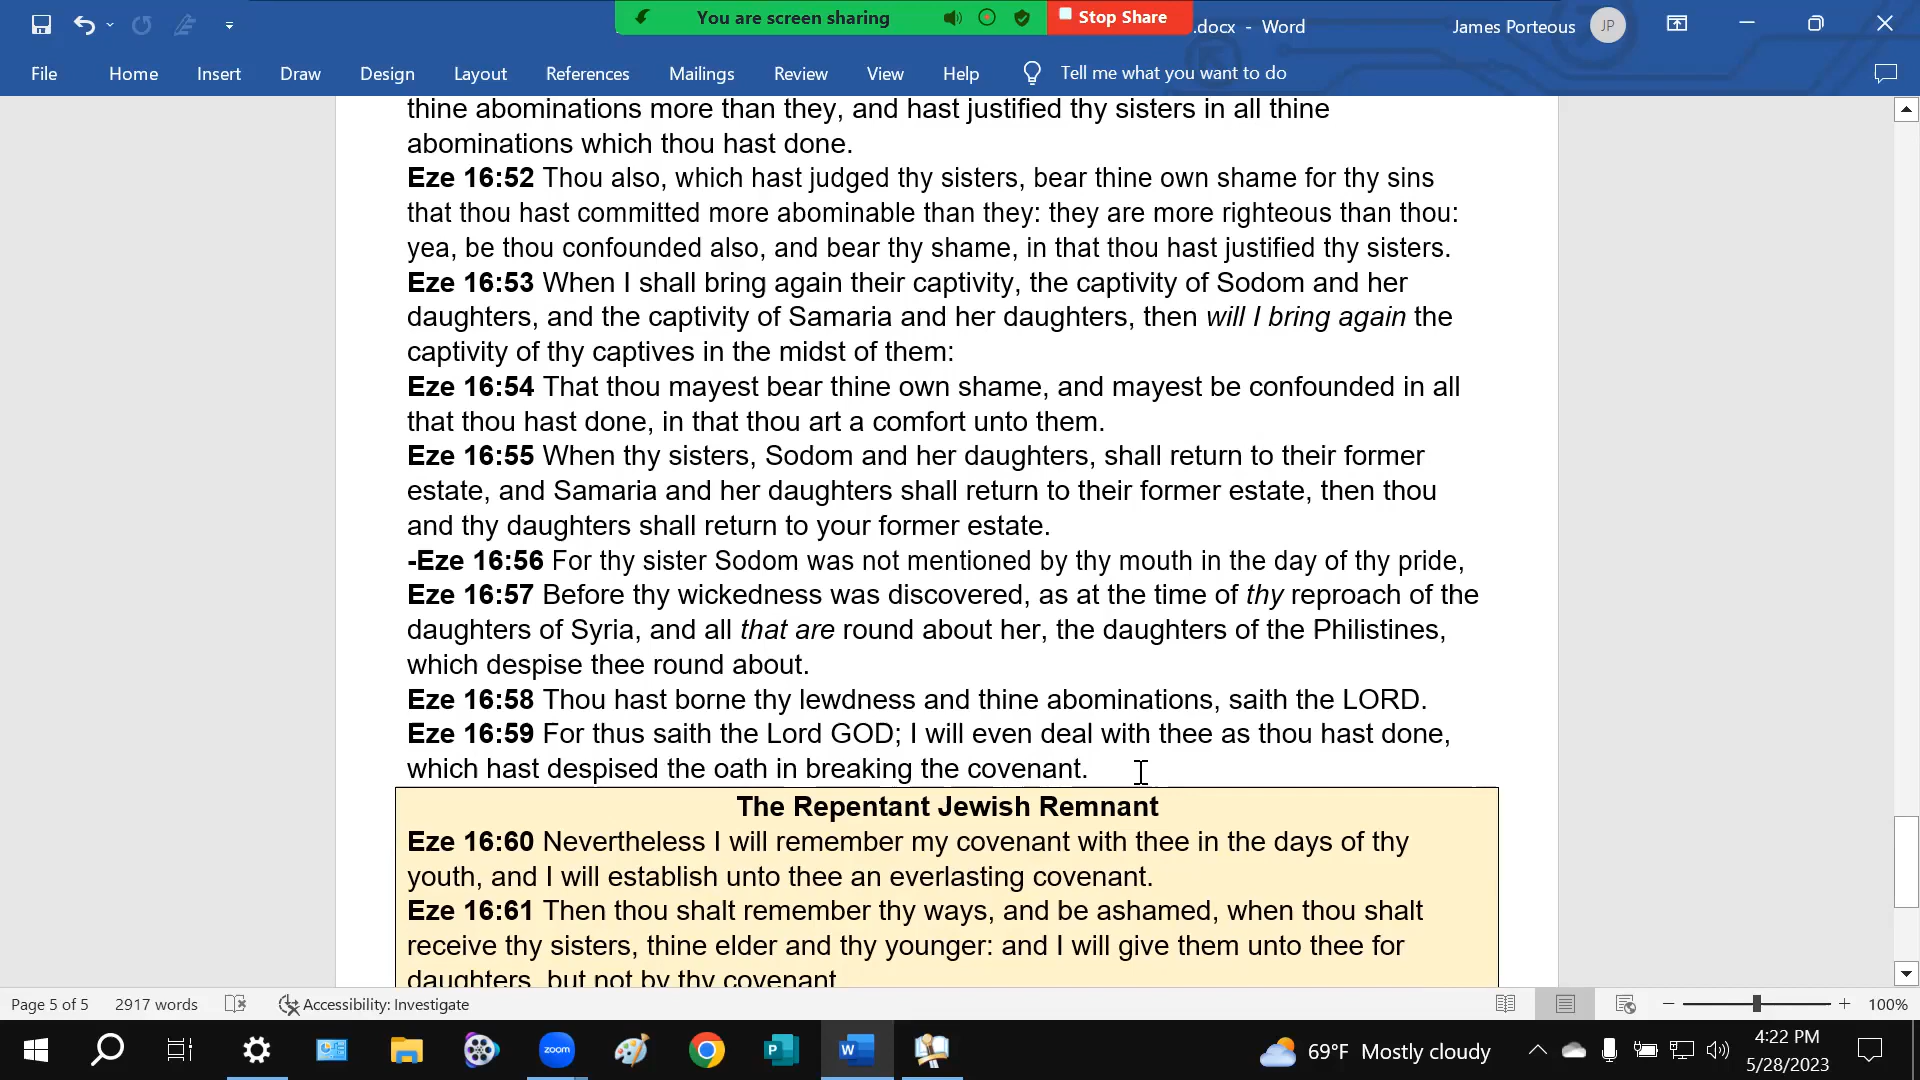 You are screen sharing
Stop Share
.docx - Word
James Porteous
JP
File Home Insert Draw Design Layout References Mailings Review View Help Tell me what you want to do
thine abominations more than they, and hast justified thy sisters in all thine
abominations which thou hast done.
Eze 16:52 Thou also, which hast judged thy sisters, bear thine own shame for thy sins
that thou hast committed more abominable than they: they are more righteous than thou:
yea, be thou confounded also, and bear thy shame, in that thou hast justified thy sisters.
Eze 16:53 When I shall bring again their captivity, the captivity of Sodom and her
daughters, and the captivity of Samaria and her daughters, then will I bring again the
captivity of thy captives in the midst of them:
Eze 16:54 That thou mayest bear thine own shame, and mayest be confounded in all
that thou hast done, in that thou art a comfort unto them.
Eze 16:55 When thy sisters, Sodom and her daughters, shall return to their former
estate, and Samaria and her daughters shall return to their former estate, then thou
and thy daughters shall return to your former estate.
-Eze 16:56 For thy sister Sodom was not mentioned by thy mouth in the day of thy pride,
Eze 16:57 Before thy wickedness was discovered, as at the time of thy reproach of the
daughters of Syria, and all that are round about her, the daughters of the Philistines,
which despise thee round about.
Eze 16:58 Thou hast borne thy lewdness and thine abominations, saith the LORD.
Eze 16:59 For thus saith the Lord GOD; I will even deal with thee as thou hast done,
which hast despised the oath in breaking the covenant.
The Repentant Jewish Remnant
Eze 16:60 Nevertheless I will remember my covenant with thee in the days of thy
youth, and I will establish unto thee an everlasting covenant.
Eze 16:61 Then thou shalt remember thy ways, and be ashamed, when thou shalt
receive thy sisters, thine elder and thy younger: and I will give them unto thee for
daughters, but not by thy covenant
Page 5 of 5 2917 words Accessibility: Investigate 100%
zoom
P
W
69°F Mostly cloudy
4:22 PM
5/28/2023